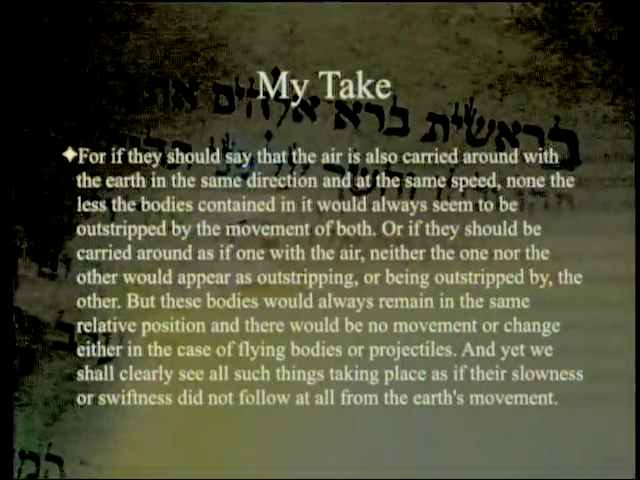 My Take
בראשית ברא אלהים את
✦For if they should say that the air is also carried around with
the earth in the same direction and at the same speed, none the
less the bodies contained in it would always seem to be
outstripped by the movement of both. Or if they should be
carried around as if one with the air, neither the one nor the
other would appear as outstripping, or being outstripped by, the
other. But these bodies would always remain in the same
relative position and there would be no movement or change
either in the case of flying bodies or projectiles. And yet we
shall clearly see all such things taking place as if their slowness
or swiftness did not follow at all from the earth's movement.